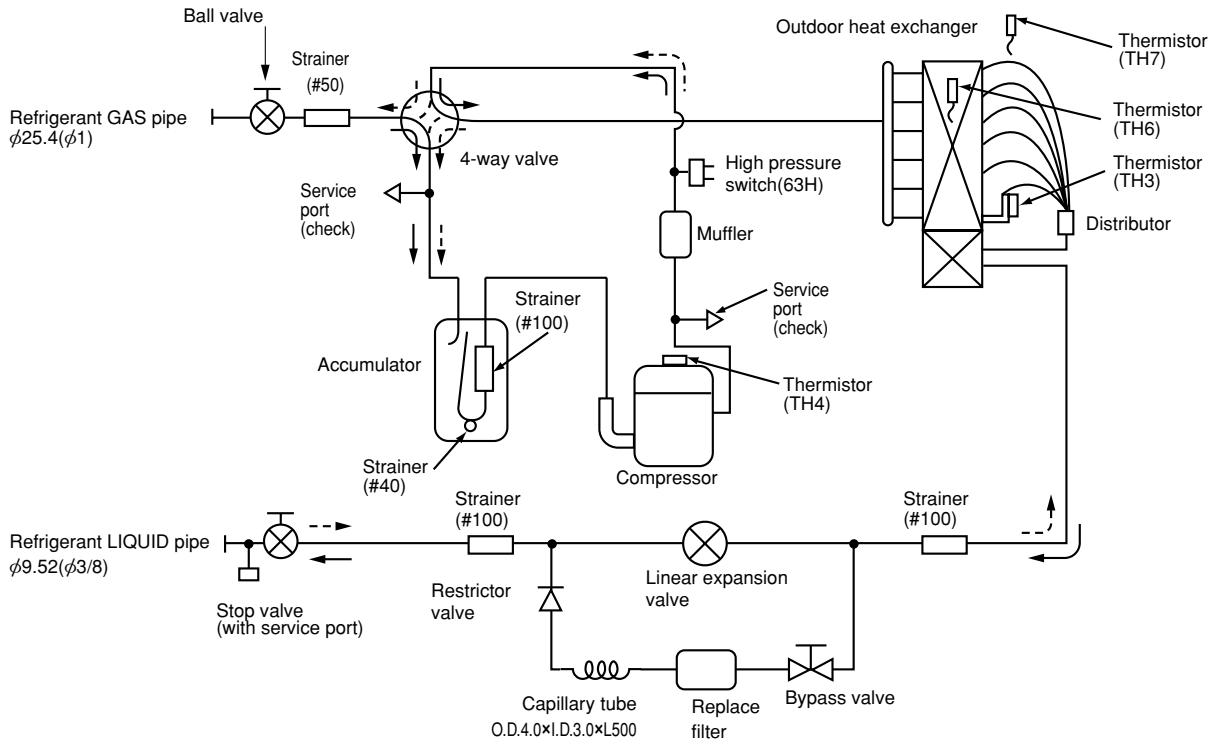 Ball valve
Strainer
(#50)
Refrigerant GAS pipe
ϕ25.4(ϕ1)
4-way valve
Outdoor heat exchanger
Thermistor
(TH7)
Thermistor
(TH6)
Thermistor
(TH3)
Distributor
High pressure
switch(63H)
Service
port
(check)
Muffler
Service
port
(check)
Strainer
(#100)
Accumulator
Thermistor
(TH4)
Strainer
(#40)
Compressor
Refrigerant LIQUID pipe
ϕ9.52(ϕ3/8)
Strainer
(#100)
Strainer
(#100)
Linear expansion
valve
Restrictor
valve
Stop valve
(with service port)
Capillary tube
O.D.4.0×I.D.3.0×L500
Replace
filter
Bypass valve